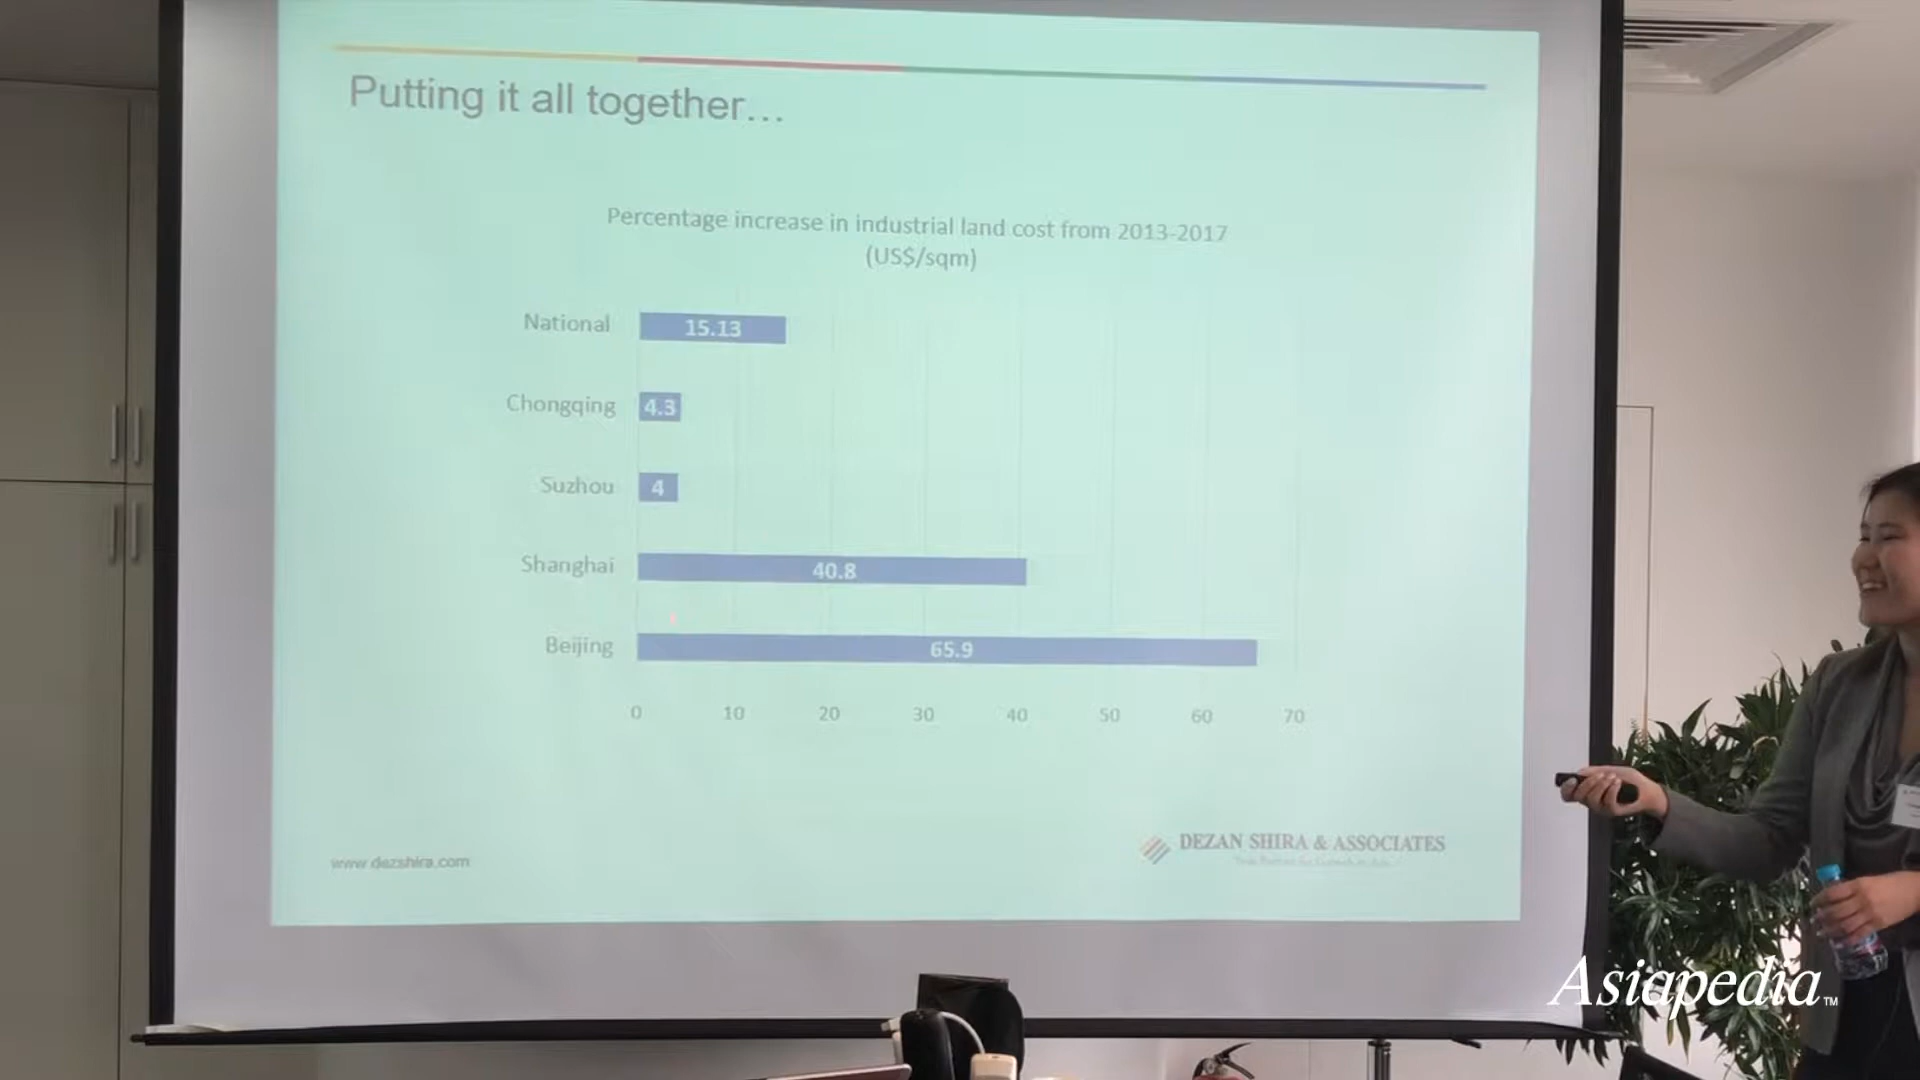 Putting it all together...
Percentage increase in industrial land cost from 2013-2017
(US$/sqm)
National 15.13
Chongqing 4.3
Suzhou 4
Shanghai 40.8
Beijing 65.9
0 10 20 30 40 50 60 70
www.dezshira.com
DEZAN SHIRA & ASSOCIATES
Asiapedia™